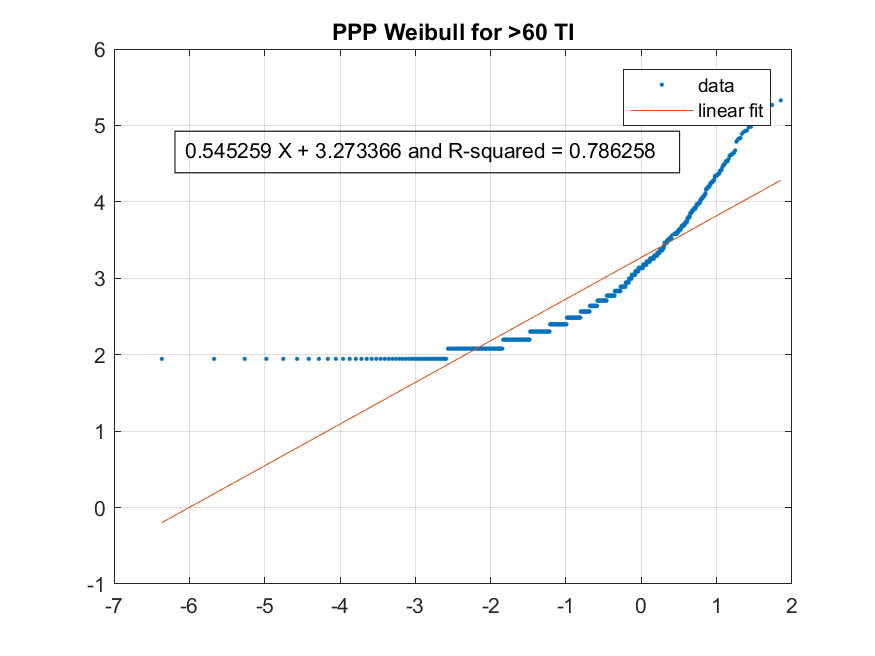 PPP Weibull for >60 TI
6
data
linear fit
5
0.545259 X + 3.273366 and R-squared = 0.786258
4
3
2
1
0
-1
-7 -6 -5 -4 -3 -2 -1 0 1 2